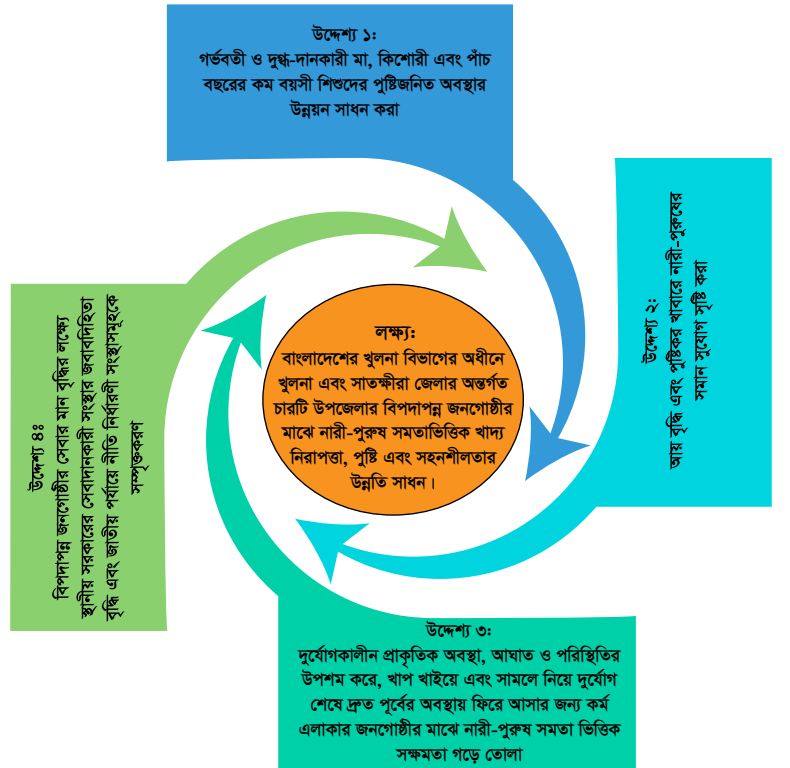 উদ্দেশ্য ১:
গর্ভবতী ও দুগ্ধ-দানকারী মা, কিশোরী এবং পাঁচ
বছরের কম বয়সী শিশুদের পুষ্টিজনিত অবস্থার
উন্নয়ন সাধন করা
উদ্দেশ্য ২:
আয় বৃদ্ধি এবং পুষ্টিকর খাবারে নারী-পুরুষের
সমান সুযোগ সৃষ্টি করা
লক্ষ্য:
বাংলাদেশের খুলনা বিভাগের অধীনে
খুলনা এবং সাতক্ষীরা জেলার অন্তর্গত
চারটি উপজেলার বিপদাপন্ন জনগোষ্ঠীর
মাঝে নারী-পুরুষ সমতাভিত্তিক খাদ্য
নিরাপত্তা, পুষ্টি এবং সহনশীলতার
উন্নতি সাধন।
উদ্দেশ্য ৩:
দুর্যোগকালীন প্রাকৃতিক অবস্থা, আঘাত ও পরিস্থিতির
উপশম করে, খাপ খাইয়ে এবং সামলে নিয়ে দুর্যোগ
শেষে দ্রুত পূর্বের অবস্থায় ফিরে আসার জন্য কর্ম
এলাকার জনগোষ্ঠীর মাঝে নারী-পুরুষ সমতা ভিত্তিক
সক্ষমতা গড়ে তোলা
উদ্দেশ্য ৪ঃ
বিপদাপন্ন জনগোষ্ঠীর সেবার মান বৃদ্ধির লক্ষ্যে
স্থানীয় সরকারের সেবাদানকারী সংস্থার জবাবদিহিতা
বৃদ্ধি এবং জাতীয় পর্যায়ে নীতি নির্ধারণী সংস্থাসমূহকে
সম্পৃক্তকরণ